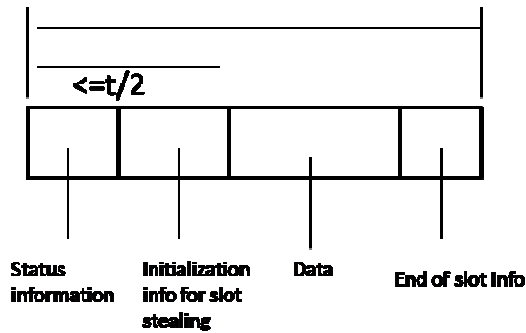 <=t/2
Status
information
Initialization
info for slot
stealing
Data
End of slot Info